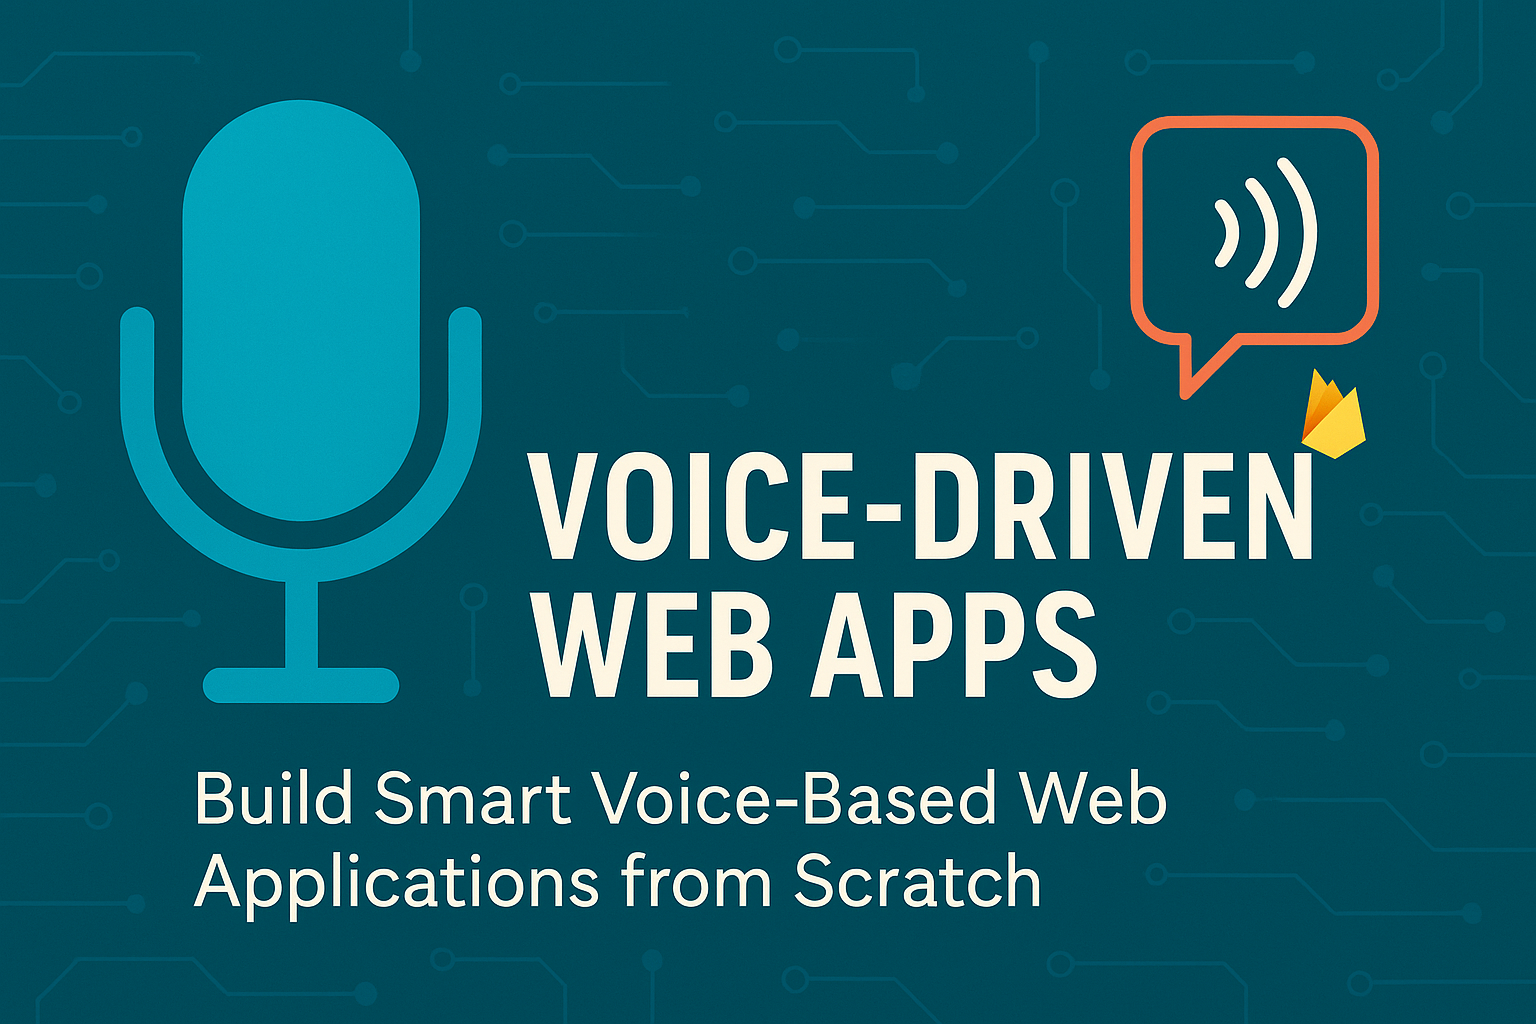 VOICE-DRIVEN
WEB APPS
Build Smart Voice-Based Web
Applications from Scratch